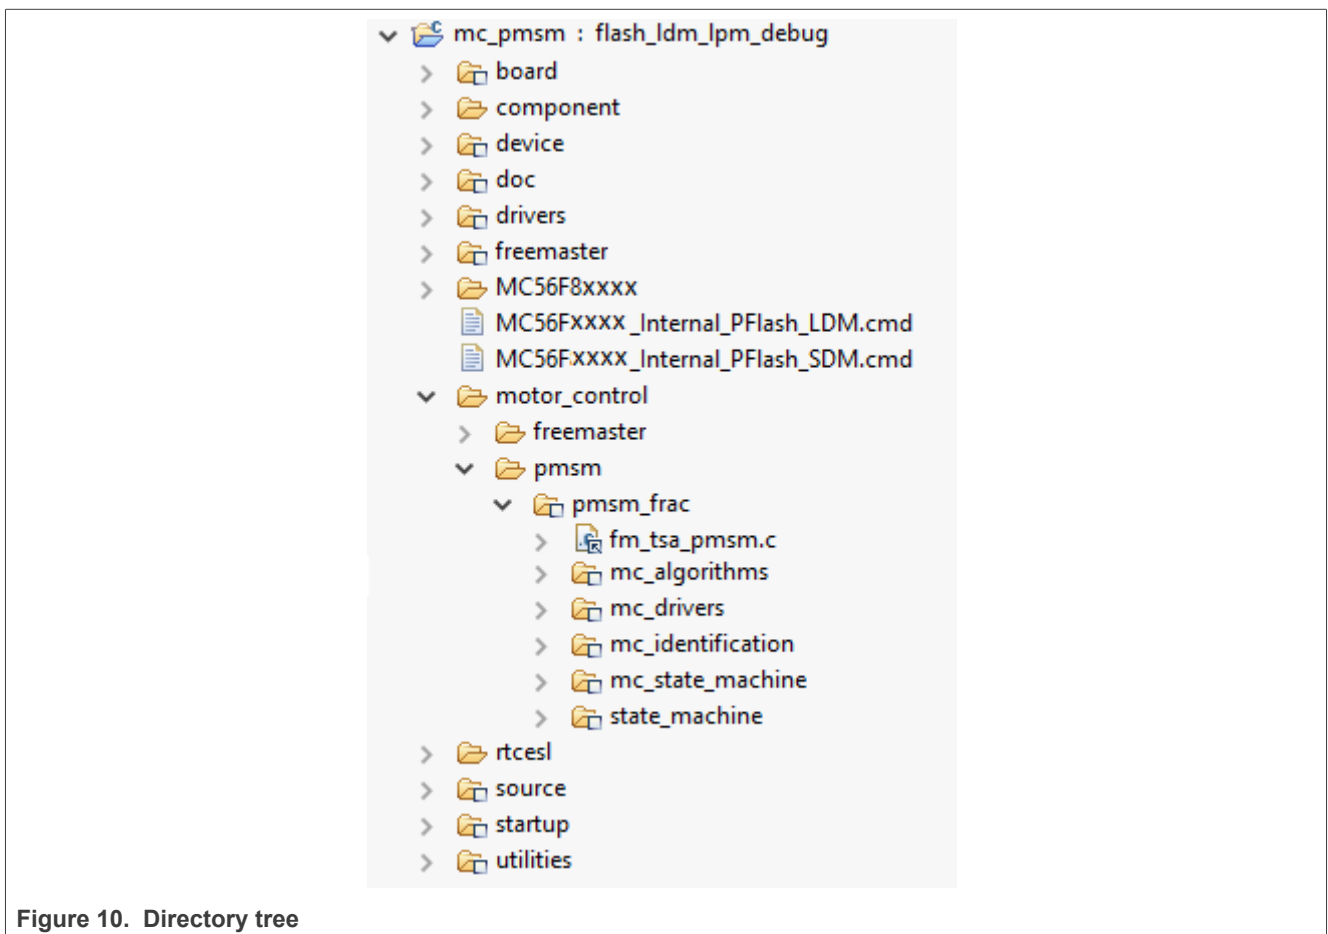 mc_pmsm : flash_ldm_lpm_debug
board
component
device
doc
drivers
freemaster
MC56F8xxxx
MC56Fxxxx_Internal_PFlash_LDM.cmd
MC56Fxxxx_Internal_PFlash_SDM.cmd
motor_control
freemaster
pmsm
pmsm_frac
fm_tsa_pmsm.c
mc_algorithms
mc_drivers
mc_identification
mc_state_machine
state_machine
rtcesl
source
startup
utilities
Figure 10. Directory tree